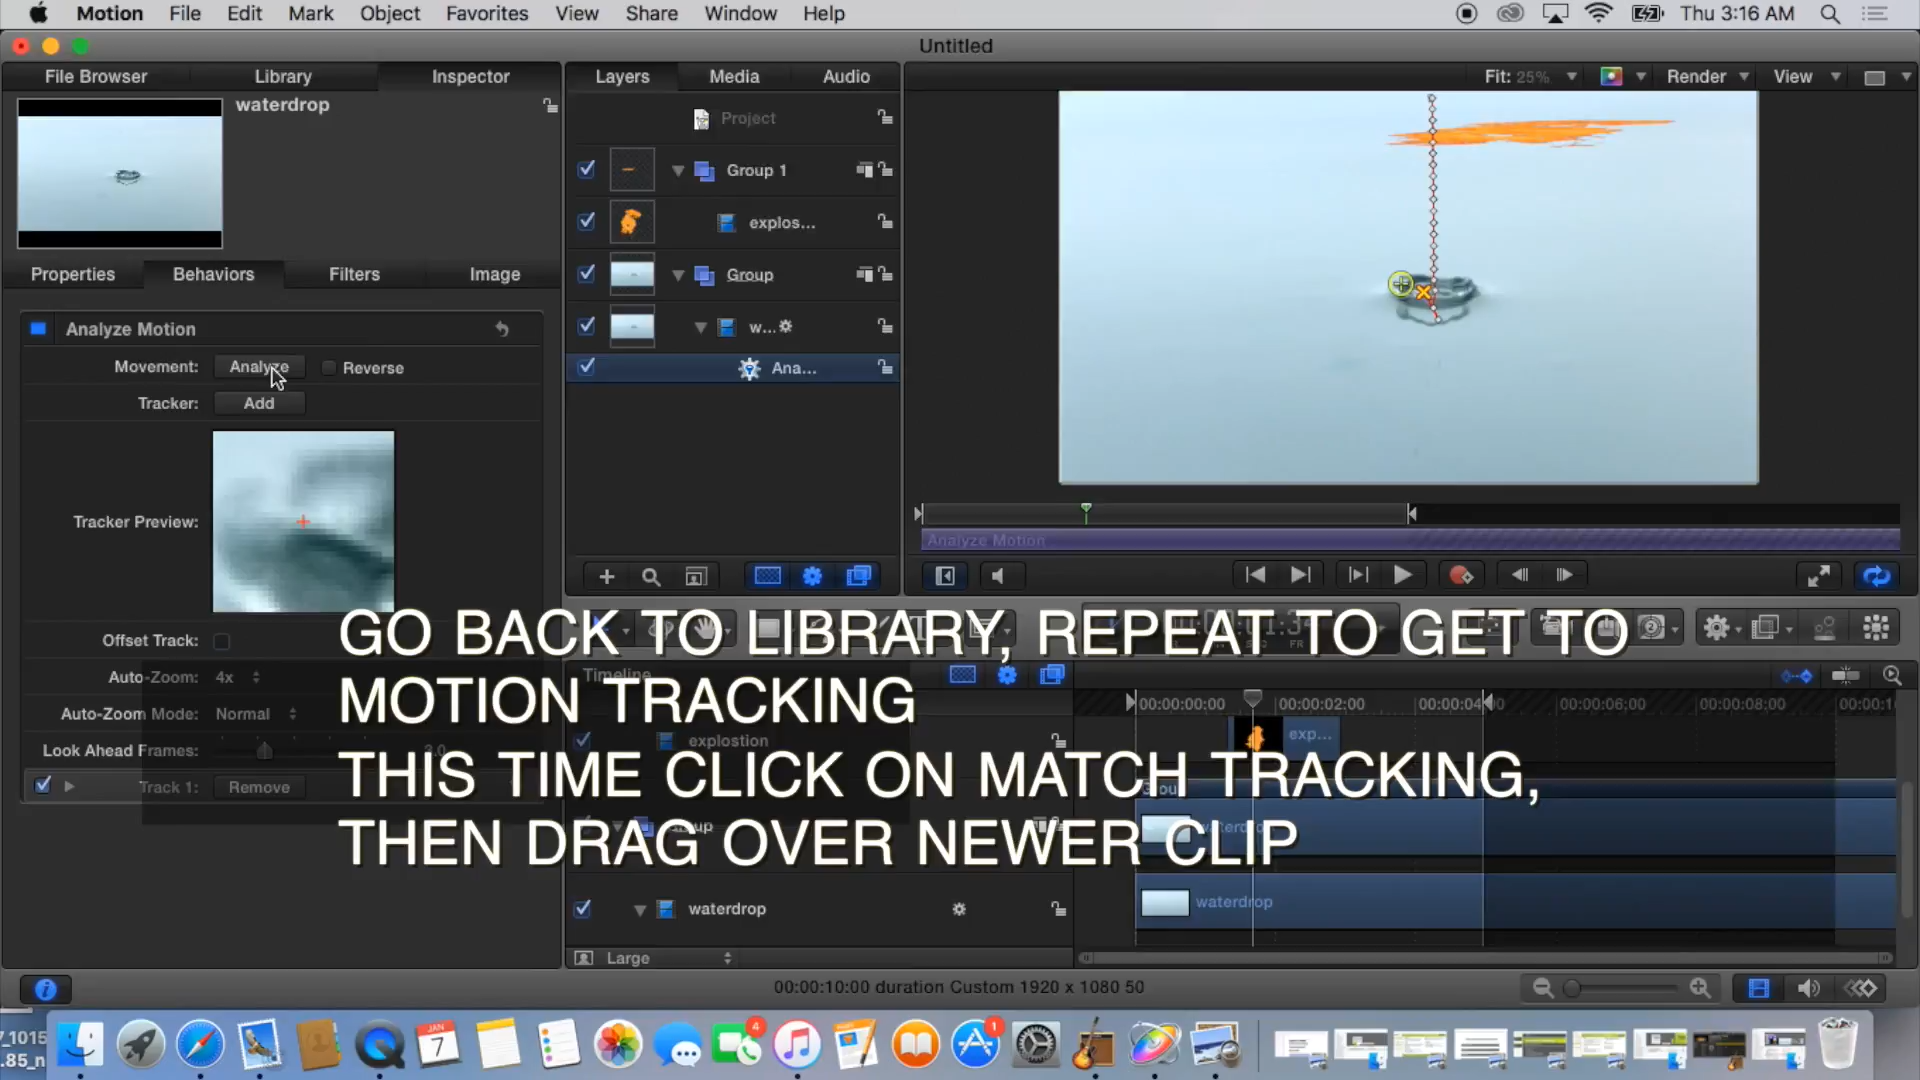 Motion File Edit Mark Object Favorites View Share Window Help Thu 3:16 AM
Untitled
File Browser Library Inspector Layers Media Audio Fit: 25% Render View
waterdrop
Project
Group 1
explos...
Properties Behaviors Filters Image
Group
Analyze Motion
w...
Movement: Analyze Reverse
Ana...
Tracker: Add
Tracker Preview:
Analyze Motion
GO BACK TO LIBRARY, REPEAT TO GET TO
MOTION TRACKING
THIS TIME CLICK ON MATCH TRACKING,
THEN DRAG OVER NEWER CLIP
Offset Track:
Auto-Zoom: 4x
Auto-Zoom Mode: Normal
Look Ahead Frames:
Track 1: Remove
Timeline
00:00:00:00 00:00:02:00 00:00:06:00 00:00:08:00
explostion
exp...
waterdrop
waterdrop
Large
00:00:10:00 duration Custom 1920 x 1080 50
JAN
7
4
1